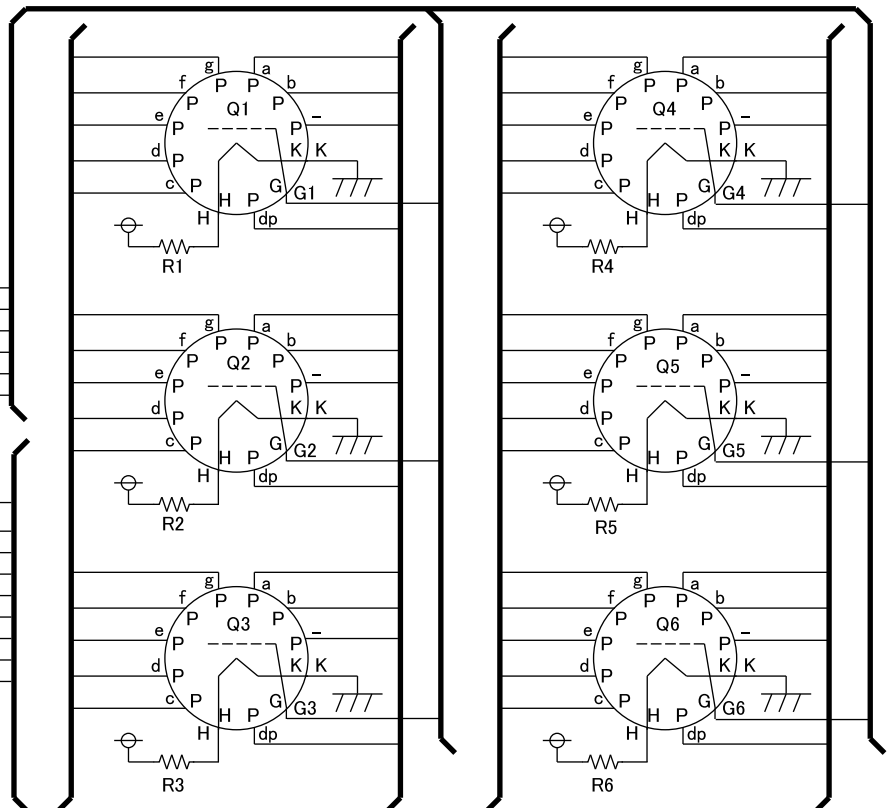 g a g a
f P P b f P P b
P P P P
e Q1 - e Q4 -
P P P P
d K K d K K
P P
c P G c P G
H P G1 H P G4
H dp H dp
R1 R4
g a g a
f P P b f P P b
P P P P
e Q2 - e Q5 -
P P P P
d K K d K K
P P
c P G c P G
H P G2 H P G5
H dp H dp
R2 R5
g a g a
f P P b f P P b
P P P P
e Q3 - e Q6 -
P P P P
d K K d K K
P P
c P G c P G
H P G3 H P G6
H dp H dp
R3 R6